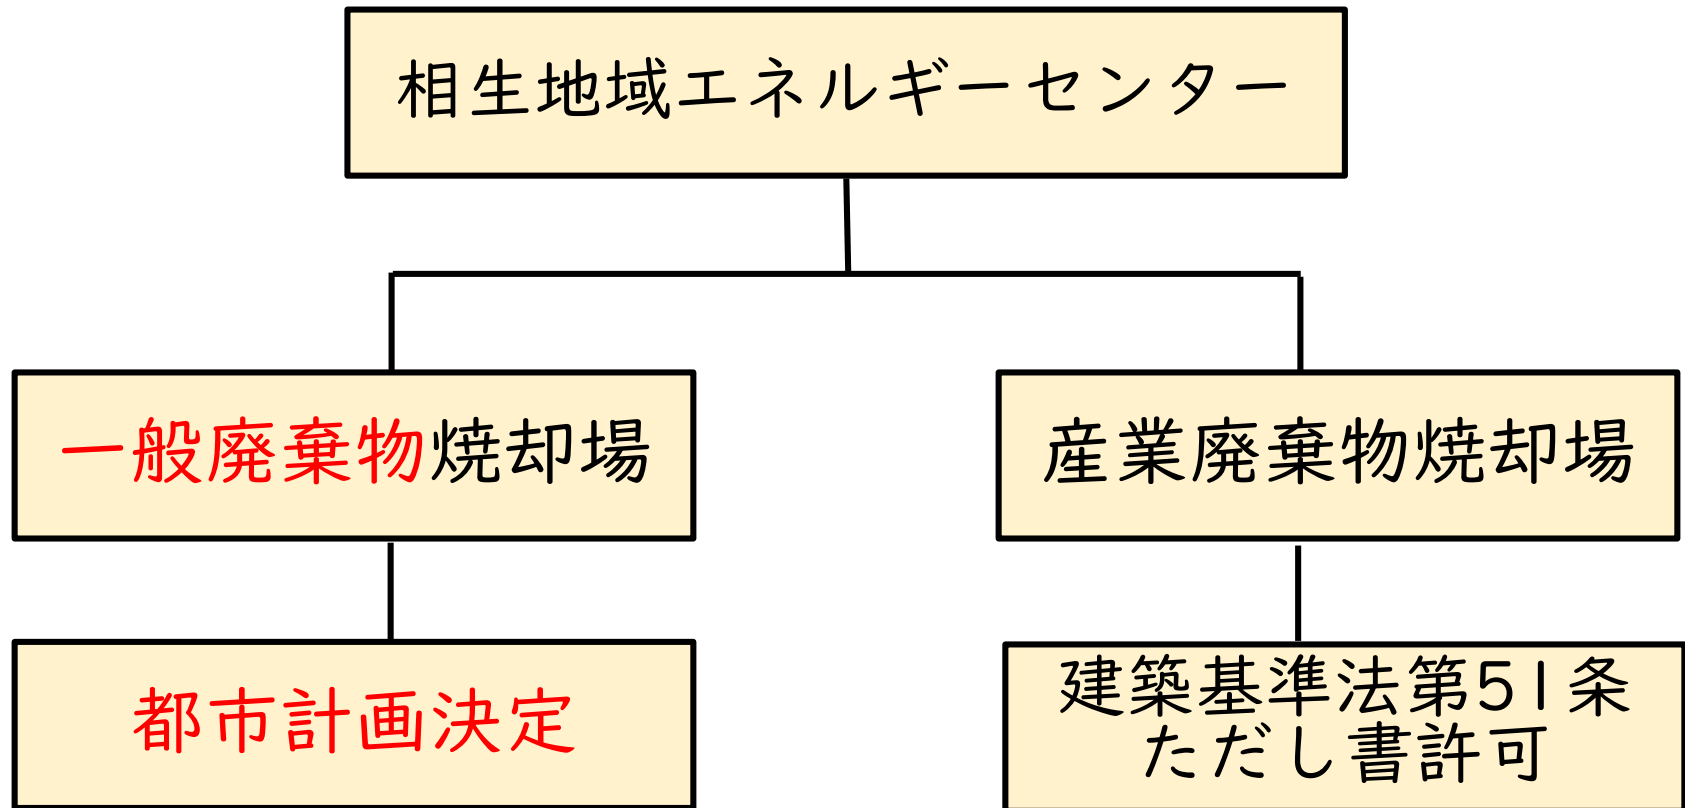 相生地域エネルギーセンター
一般廃棄物焼却場
産業廃棄物焼却場
都市計画決定
建築基準法第51条
ただし書許可